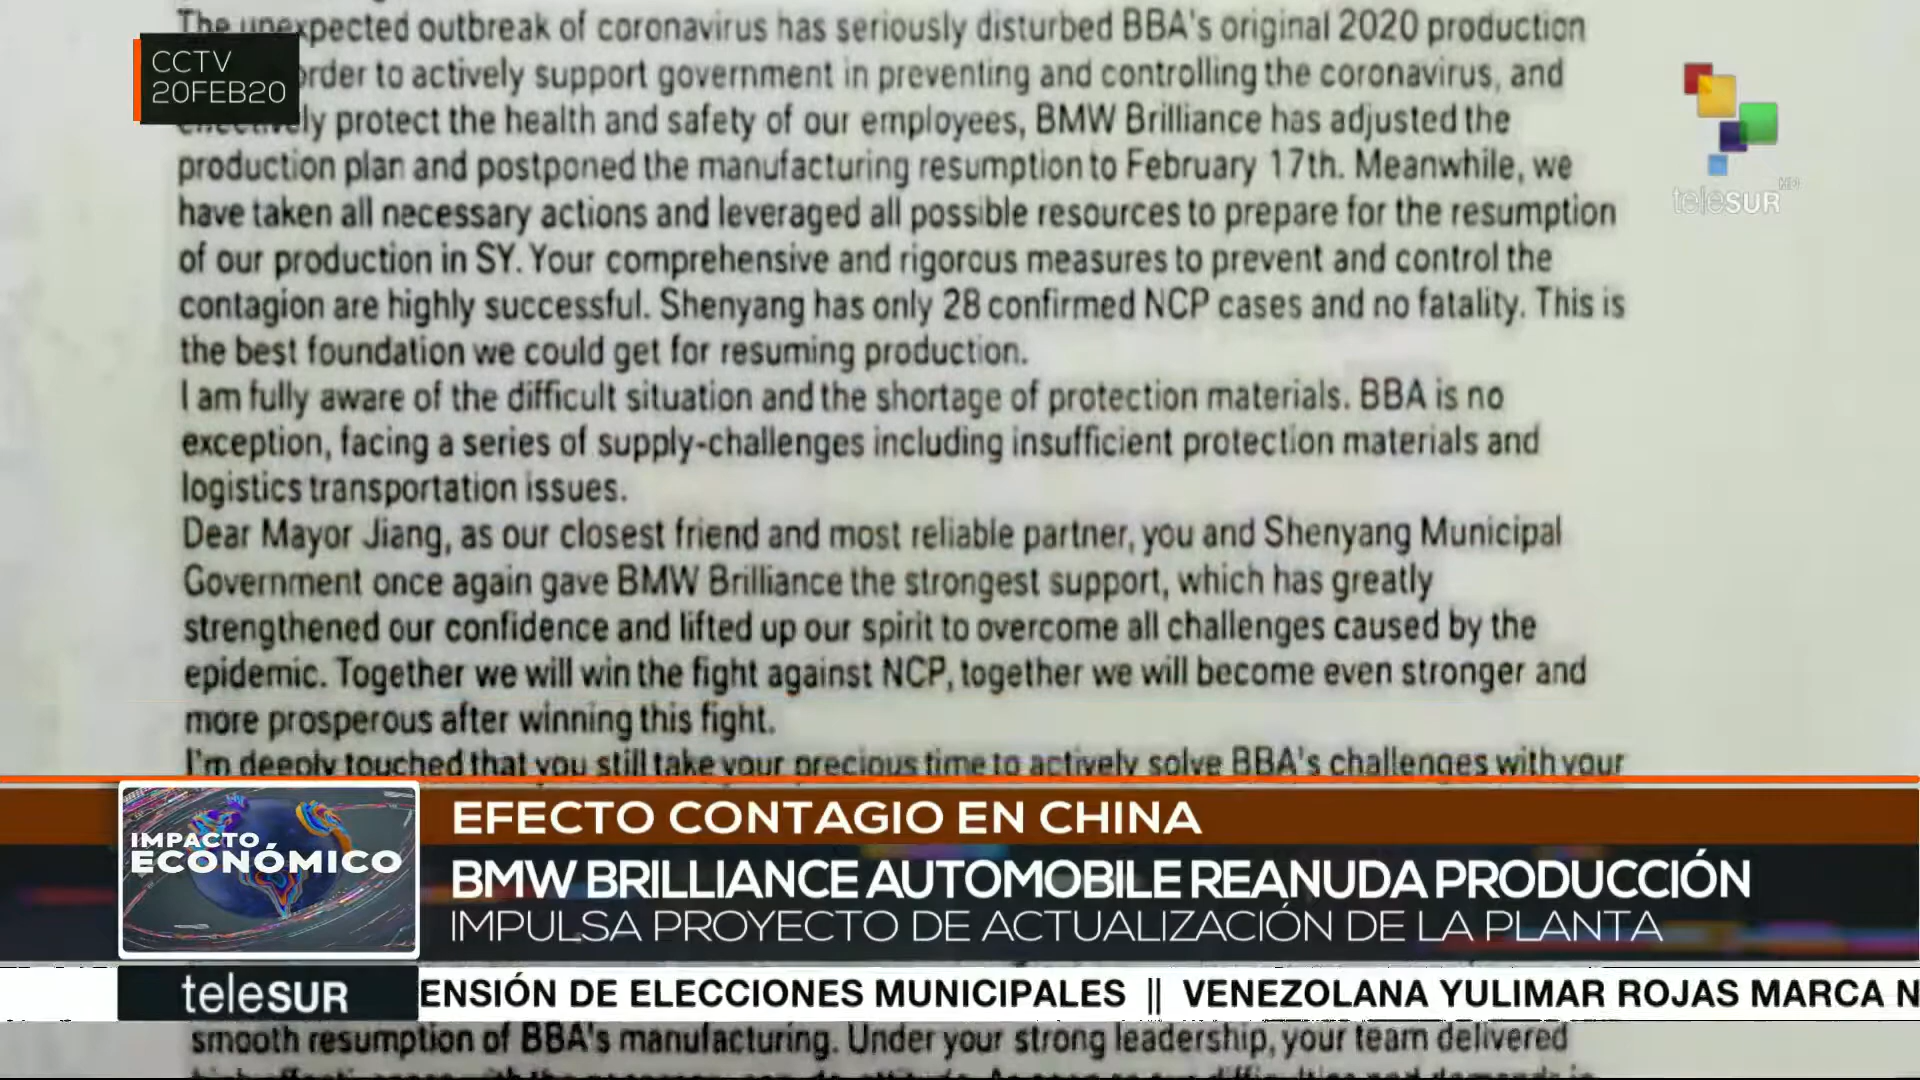 The unexpected outbreak of coronavirus has seriously disturbed BBA's original 2020 production
CCTV
20FEB20
order to actively support government in preventing and controlling the coronavirus, and
effectively protect the health and safety of our employees, BMW Brilliance has adjusted the
production plan and postponed the manufacturing resumption to February 17th. Meanwhile, we
have taken all necessary actions and leveraged all possible resources to prepare for the resumption
of our production in SY. Your comprehensive and rigorous measures to prevent and control the
contagion are highly successful. Shenyang has only 28 confirmed NCP cases and no fatality. This is
the best foundation we could get for resuming production.
I am fully aware of the difficult situation and the shortage of protection materials. BBA is no
exception, facing a series of supply-challenges including insufficient protection materials and
logistics transportation issues.
Dear Mayor Jiang, as our closest friend and most reliable partner, you and Shenyang Municipal
Government once again gave BMW Brilliance the strongest support, which has greatly
strengthened our confidence and lifted up our spirit to overcome all challenges caused by the
epidemic. Together we will win the fight against NCP, together we will become even stronger and
more prosperous after winning this fight.
I'm deeply touched that you still take your precious time to actively solve BBA's challenges with your
teleSUR HD
IMPACTO
ECONÓMICO
EFECTO CONTAGIO EN CHINA
BMW BRILLIANCE AUTOMOBILE REANUDA PRODUCCIÓN
IMPULSA PROYECTO DE ACTUALIZACIÓN DE LA PLANTA
teleSUR
ENSIÓN DE ELECCIONES MUNICIPALES || VENEZOLANA YULIMAR ROJAS MARCA N
smooth resumption of BBA's manufacturing. Under your strong leadership, your team delivered